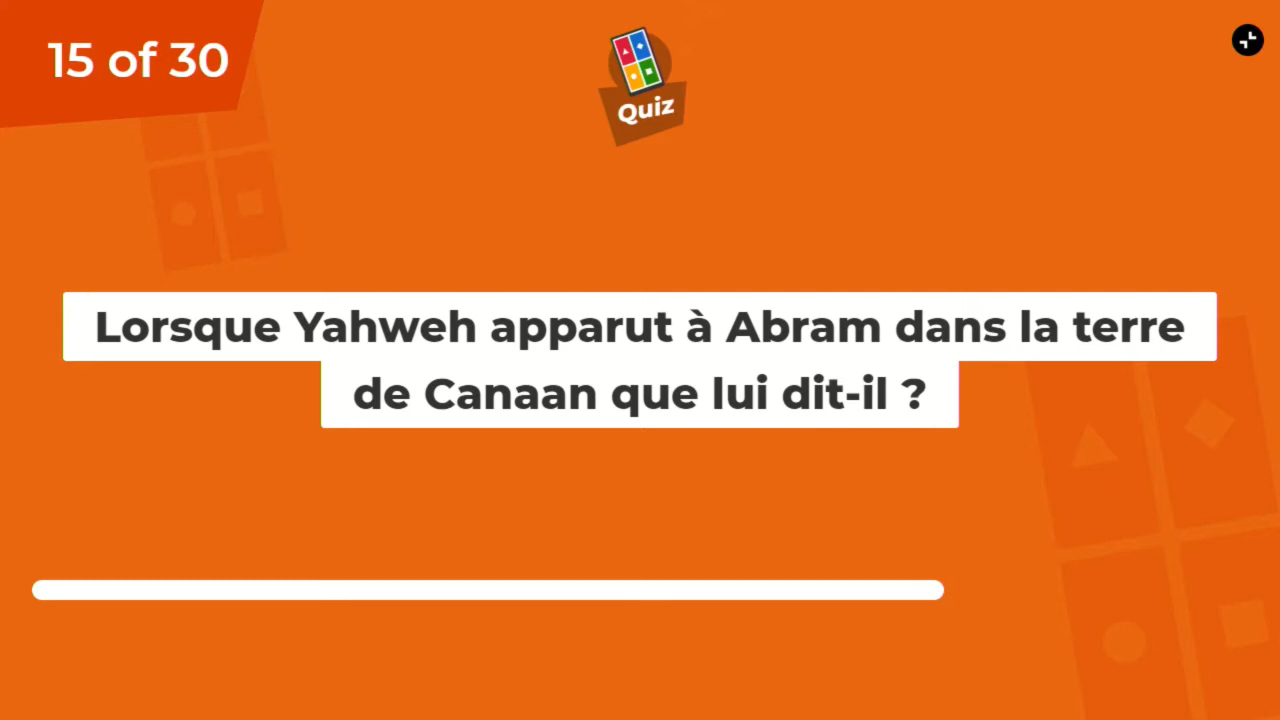 15 of 30
Quiz
Lorsque Yahweh apparut à Abram dans la terre
de Canaan que lui dit-il ?